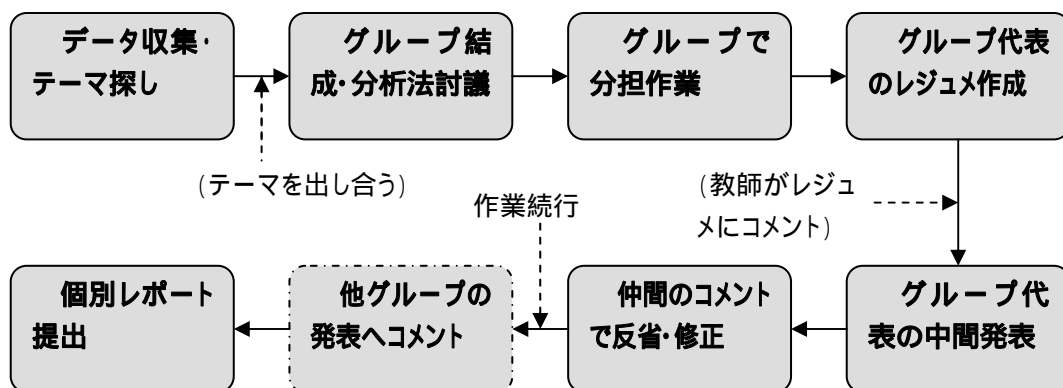 データ収集・
テーマ探し
グループ結
成・分析法討議
グループで
分担作業
グループ代表
のレジュメ作成
(テーマを出し合う)
(教師がレジュ
メにコメント)
作業続行
グループ代
表の中間発表
仲間のコメント
で反省・修正
他グループの
発表へコメント
個別レポート
提出